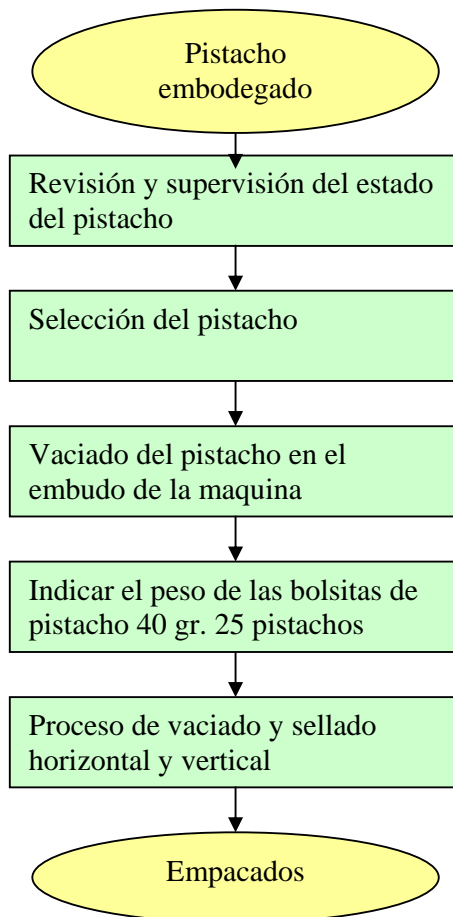 Pistacho
embodegado
Revisión y supervisión del estado
del pistacho
Selección del pistacho
Vaciado del pistacho en el
embudo de la maquina
Indicar el peso de las bolsitas de
pistacho 40 gr. 25 pistachos
Proceso de vaciado y sellado
horizontal y vertical
Empacados